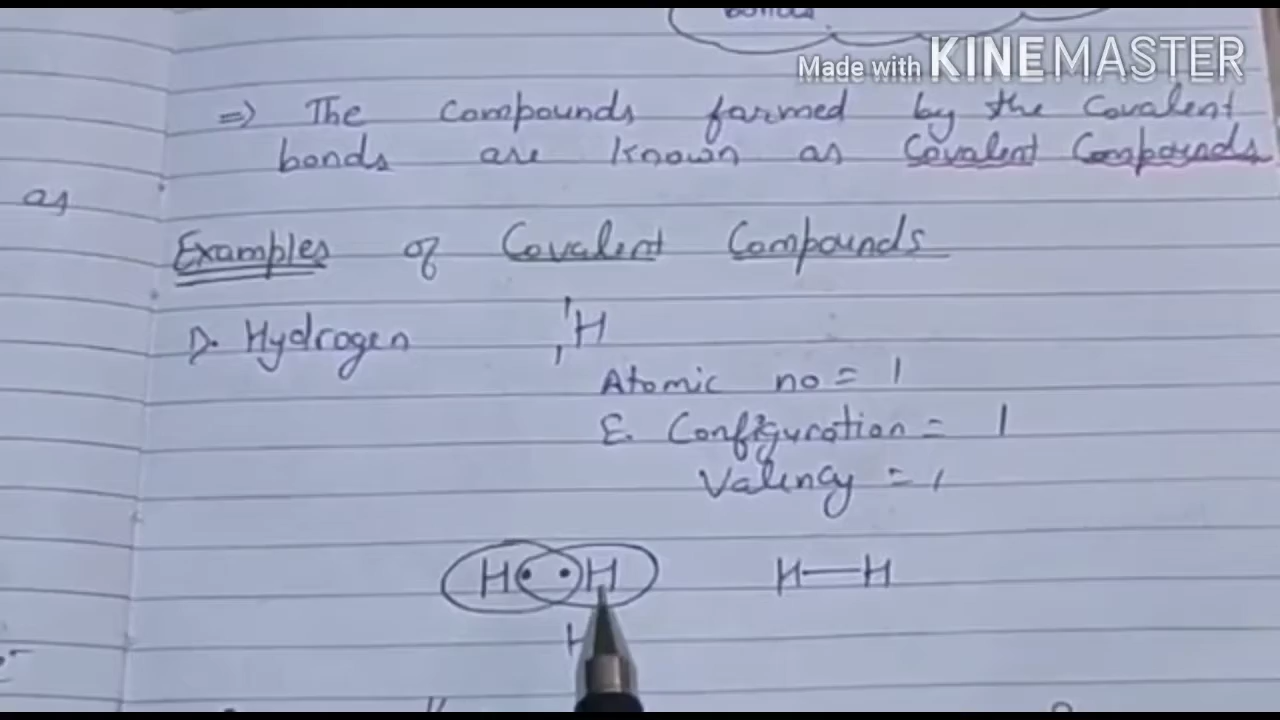 bonds.
Made with KINEMASTER
=> The Compounds formed by the Covalent
bonds are known as Covalent Compounds
as
Examples of Covalent Compounds
1). Hydrogen ¹₁H
Atomic no = 1
E. Configuration = 1
Valency = 1
H • • H H—H
H